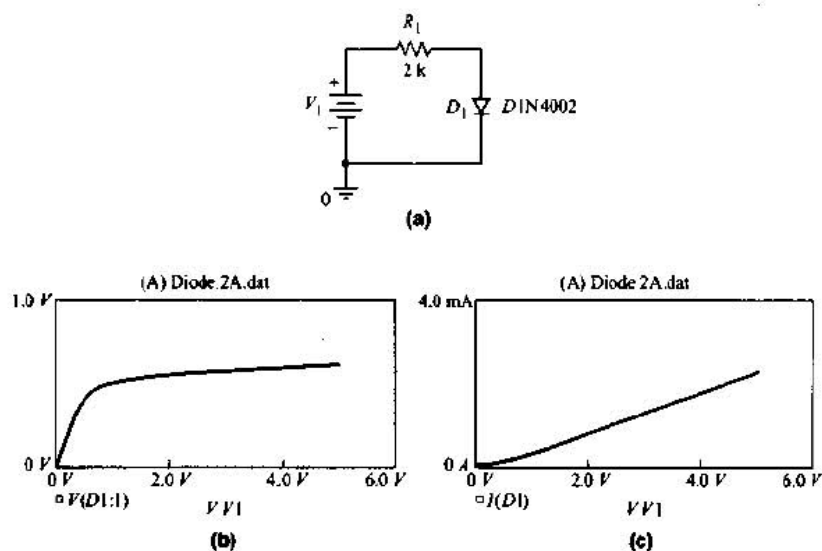 R1
2 k
+
V1
−
D1 D1N4002
0
(a)
(A) Diode.2A.dat
1.0 V
0 V
0 V 2.0 V 4.0 V 6.0 V
V(D1:1)
V V1
(b)
(A) Diode 2A.dat
4.0 mA
0 A
0 V 2.0 V 4.0 V 6.0 V
I(D1)
V V1
(c)